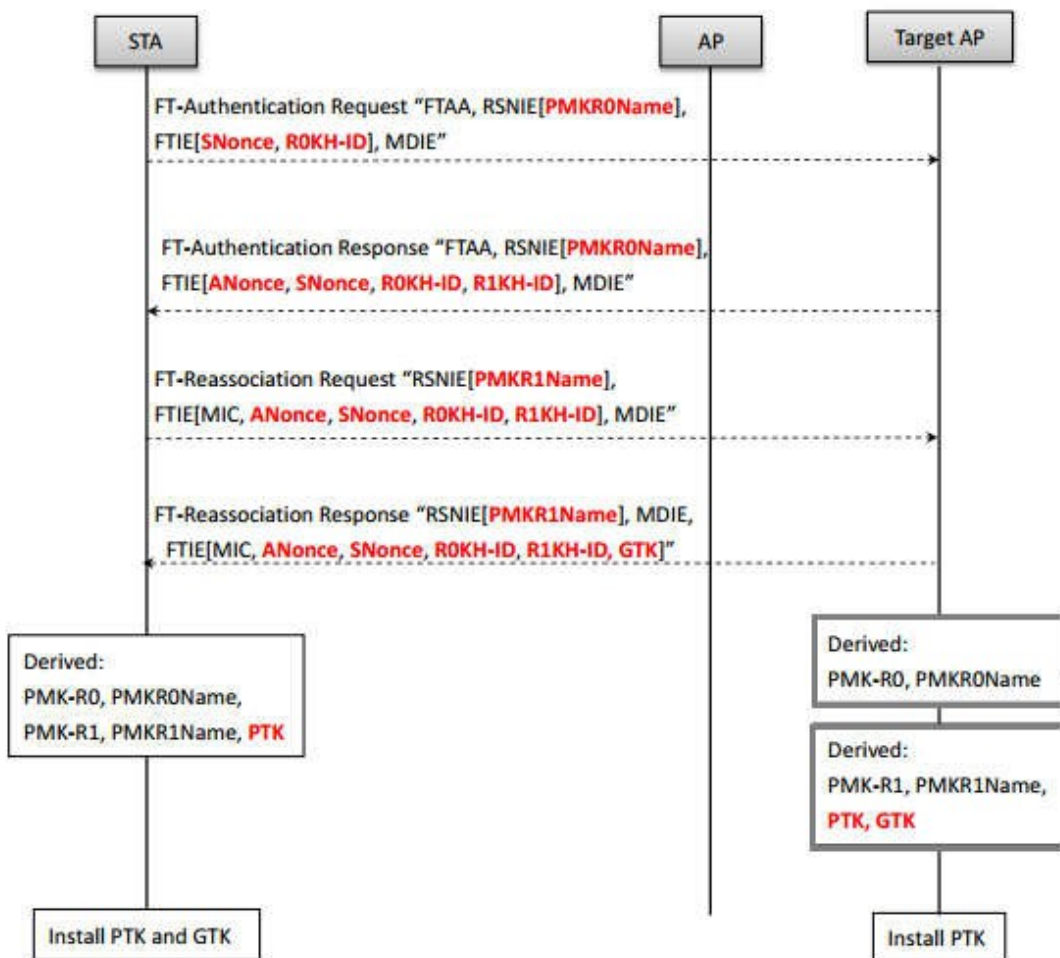 STA
AP
Target AP
FT-Authentication Request “FTAA, RSNIE[PMKR0Name],
FTIE[SNonce, R0KH-ID], MDIE”
FT-Authentication Response “FTAA, RSNIE[PMKR0Name],
FTIE[ANonce, SNonce, R0KH-ID, R1KH-ID], MDIE”
FT-Reassociation Request “RSNIE[PMKR1Name],
FTIE[MIC, ANonce, SNonce, R0KH-ID, R1KH-ID], MDIE”
FT-Reassociation Response “RSNIE[PMKR1Name], MDIE,
FTIE[MIC, ANonce, SNonce, R0KH-ID, R1KH-ID, GTK]”
Derived:
PMK-R0, PMKR0Name,
PMK-R1, PMKR1Name, PTK
Derived:
PMK-R0, PMKR0Name
Derived:
PMK-R1, PMKR1Name,
PTK, GTK
Install PTK and GTK
Install PTK